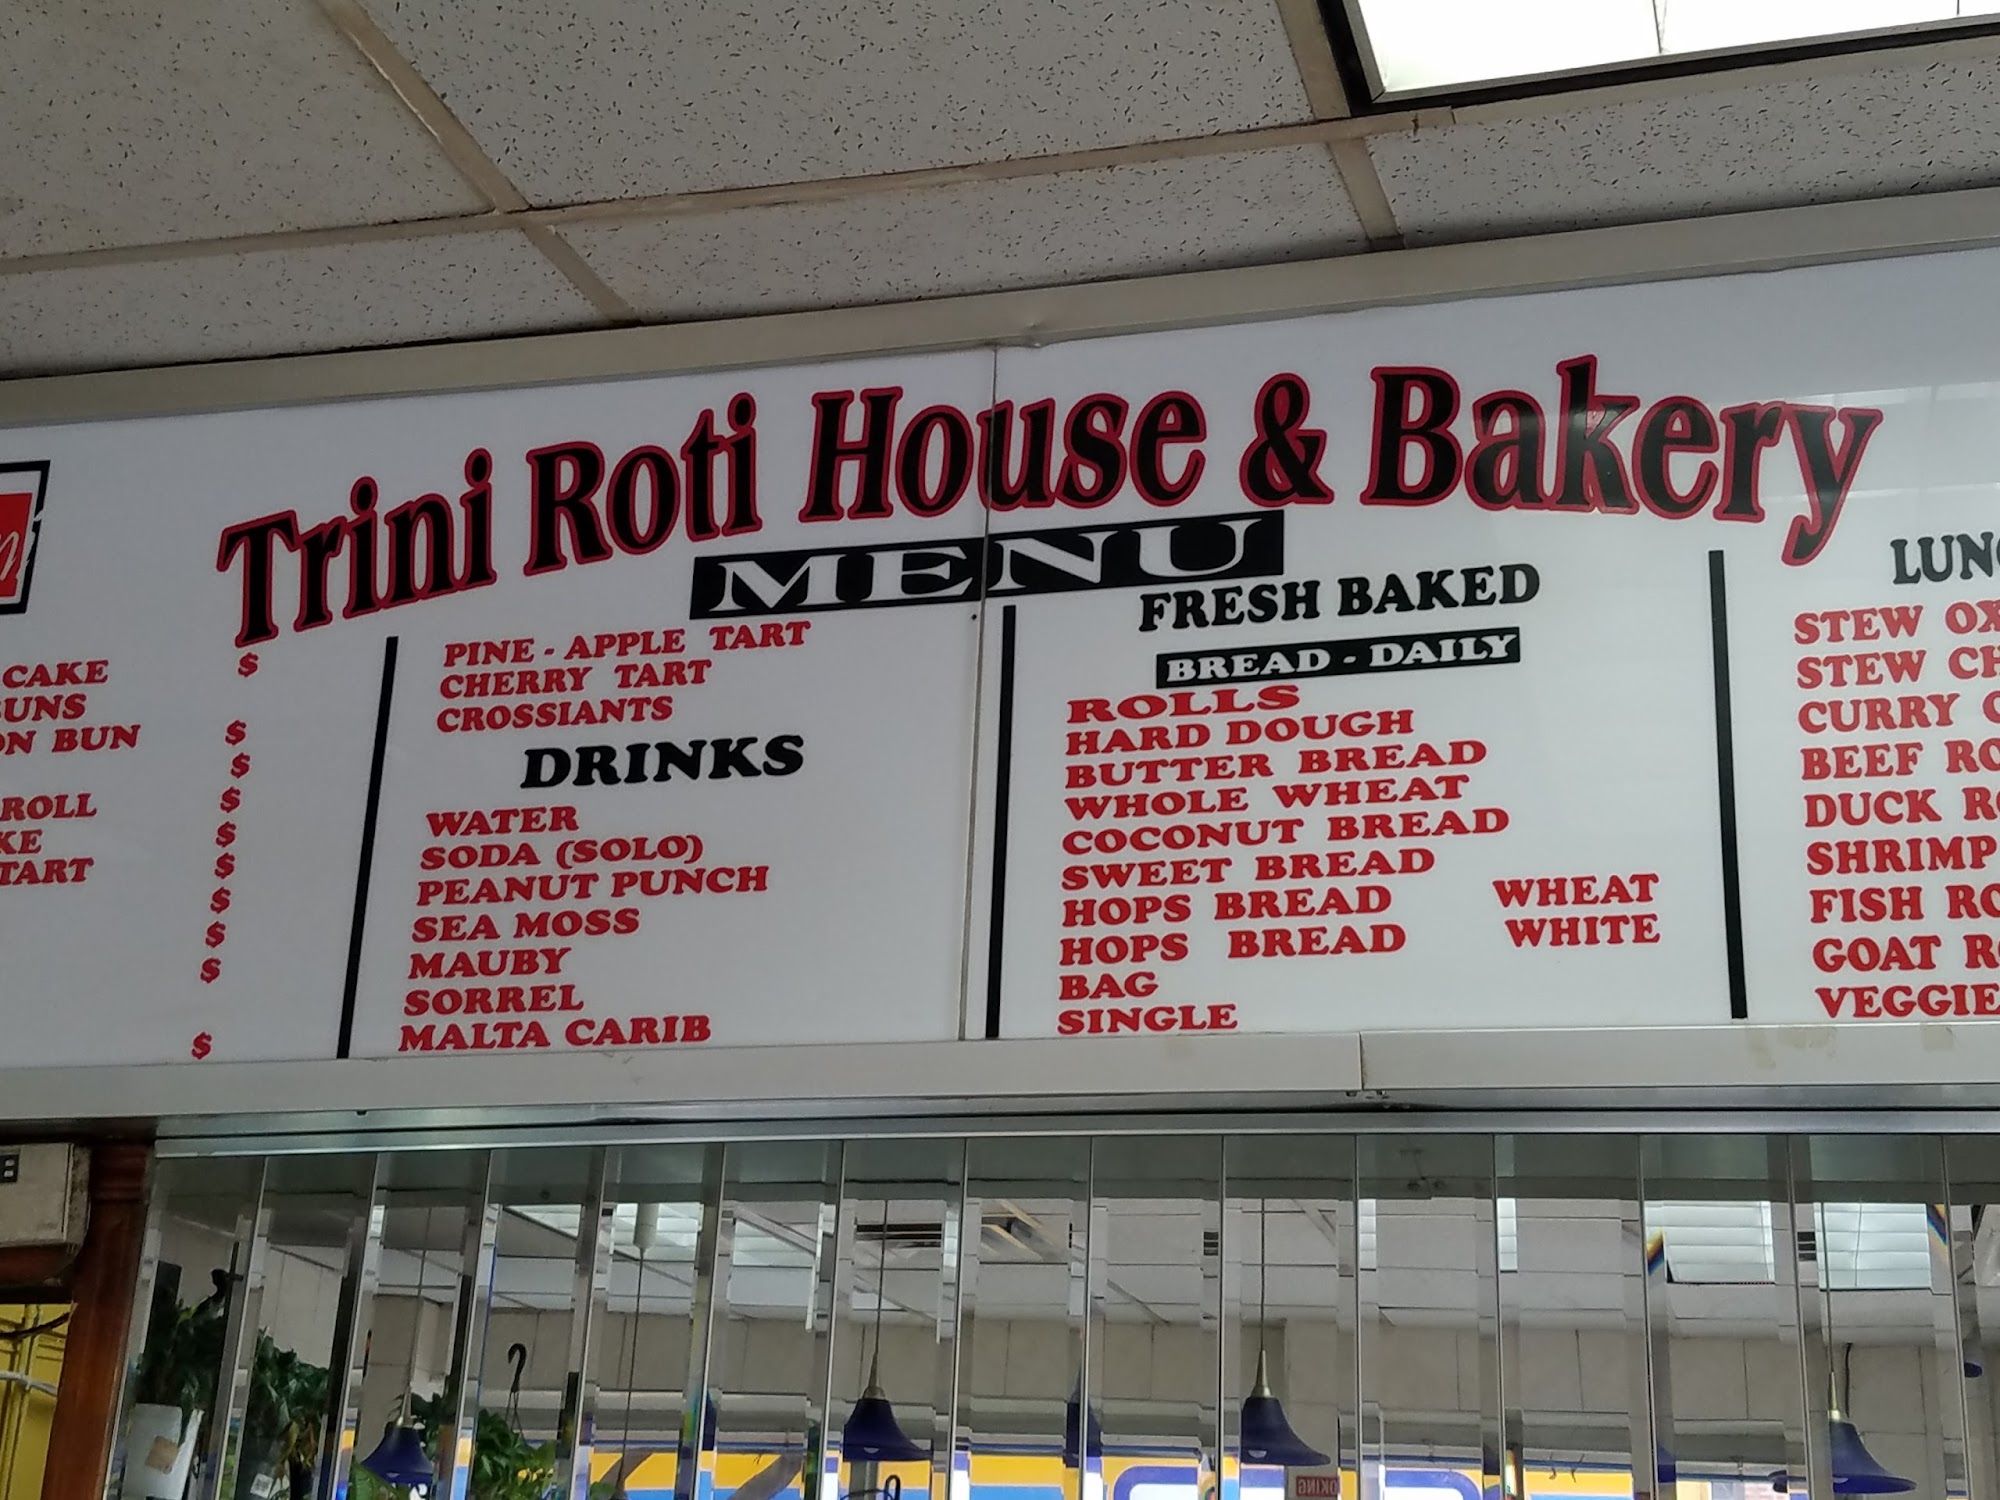 Trini Roti House & Bakery
MENU
CAKE $
BUNS
ON BUN $
$
ROLL $
KE $
TART $
$
$
$
$
PINE - APPLE TART
CHERRY TART
CROSSIANTS
DRINKS
WATER
SODA (SOLO)
PEANUT PUNCH
SEA MOSS
MAUBY
SORREL
MALTA CARIB
FRESH BAKED
BREAD - DAILY
ROLLS
HARD DOUGH
BUTTER BREAD
WHOLE WHEAT
COCONUT BREAD
SWEET BREAD
HOPS BREAD WHEAT
HOPS BREAD WHITE
BAG
SINGLE
LUN
STEW OX
STEW CH
CURRY
BEEF RO
DUCK RO
SHRIMP
FISH RO
GOAT RO
VEGGIE